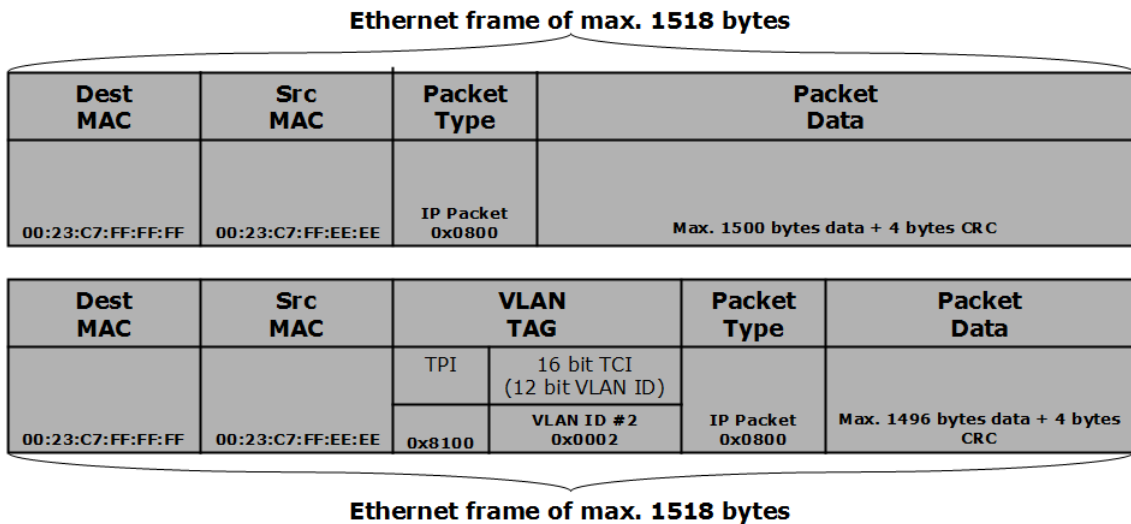 Ethernet frame of max. 1518 bytes
Dest MAC
Src MAC
Packet Type
Packet Data
00:23:C7:FF:FF:FF
00:23:C7:FF:EE:EE
IP Packet
0x0800
Max. 1500 bytes data + 4 bytes CRC
Dest MAC
Src MAC
VLAN TAG
Packet Type
Packet Data
TPI
16 bit TCI
(12 bit VLAN ID)
00:23:C7:FF:FF:FF
00:23:C7:FF:EE:EE
0x8100
VLAN ID #2
0x0002
IP Packet
0x0800
Max. 1496 bytes data + 4 bytes
CRC
Ethernet frame of max. 1518 bytes